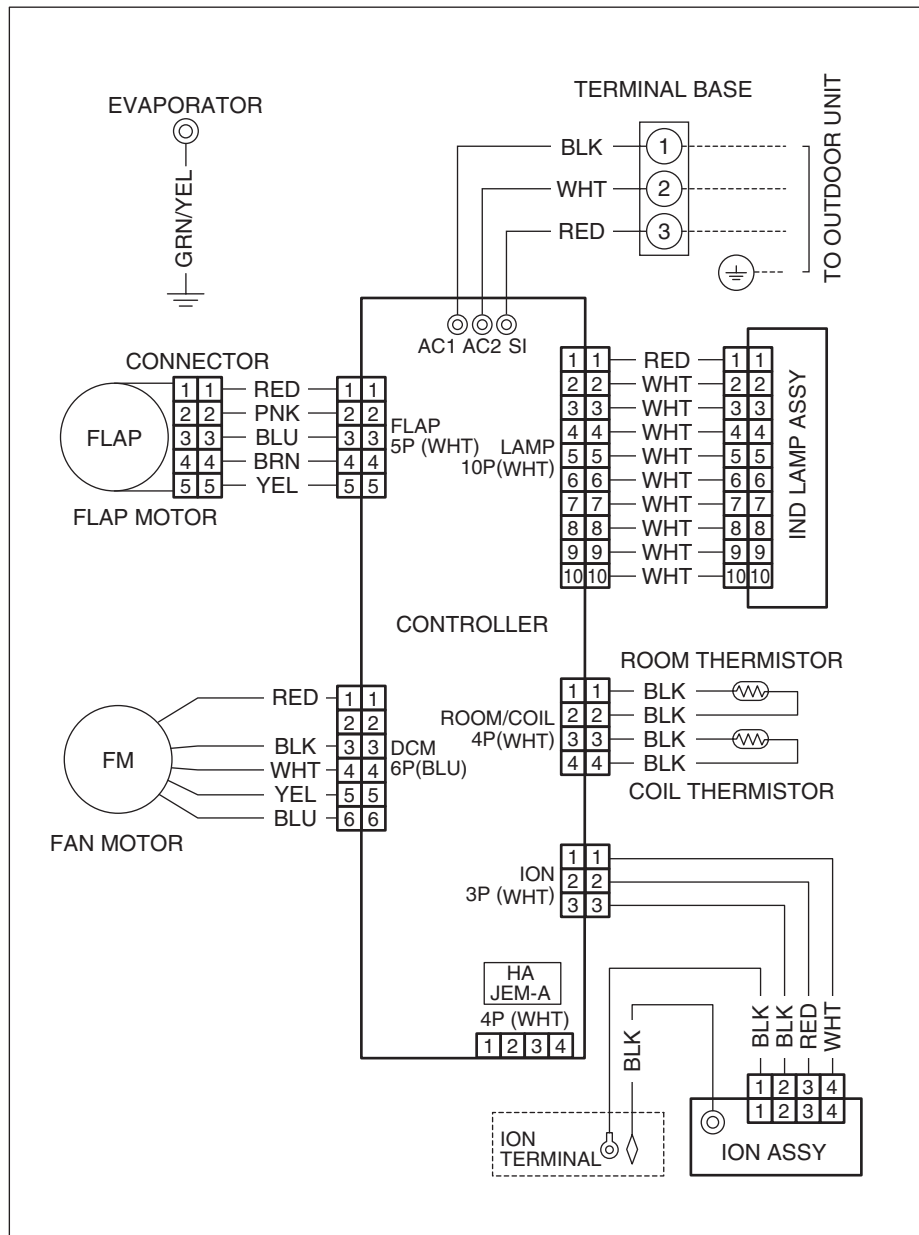 EVAPORATOR
GRN/YEL
TERMINAL BASE
BLK 1
WHT 2
RED 3
TO OUTDOOR UNIT
AC1 AC2 SI
CONNECTOR
FLAP
1 1 RED 1 1
2 2 PNK 2 2
3 3 BLU 3 3
4 4 BRN 4 4
5 5 YEL 5 5
FLAP
5P (WHT)
FLAP MOTOR
LAMP
10P(WHT)
1 1 RED 1 1
2 2 WHT 2 2
3 3 WHT 3 3
4 4 WHT 4 4
5 5 WHT 5 5
6 6 WHT 6 6
7 7 WHT 7 7
8 8 WHT 8 8
9 9 WHT 9 9
10 10 WHT 10 10
IND LAMP ASSY
CONTROLLER
FM
RED 1 1
2 2
BLK 3 3
WHT 4 4
YEL 5 5
BLU 6 6
DCM
6P(BLU)
FAN MOTOR
ROOM THERMISTOR
ROOM/COIL
4P(WHT)
1 1 BLK
2 2 BLK
3 3 BLK
4 4 BLK
COIL THERMISTOR
ION
3P (WHT)
1 1
2 2
3 3
HA
JEM-A
4P (WHT)
1 2 3 4
BLK
BLK
BLK
RED
WHT
1 2 3 4
1 2 3 4
ION
TERMINAL
ION ASSY